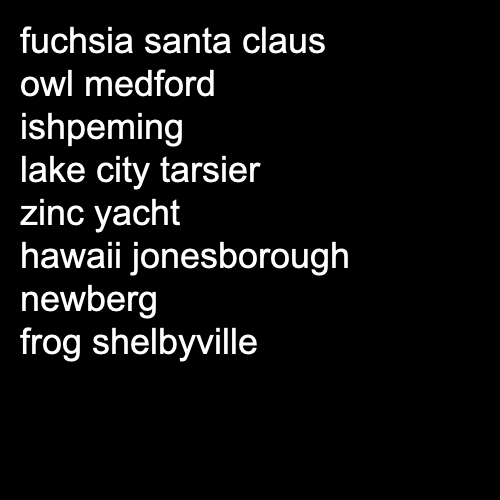 fuchsia santa claus
owl medford
ishpeming
lake city tarsier
zinc yacht
hawaii jonesborough
newberg
frog shelbyville